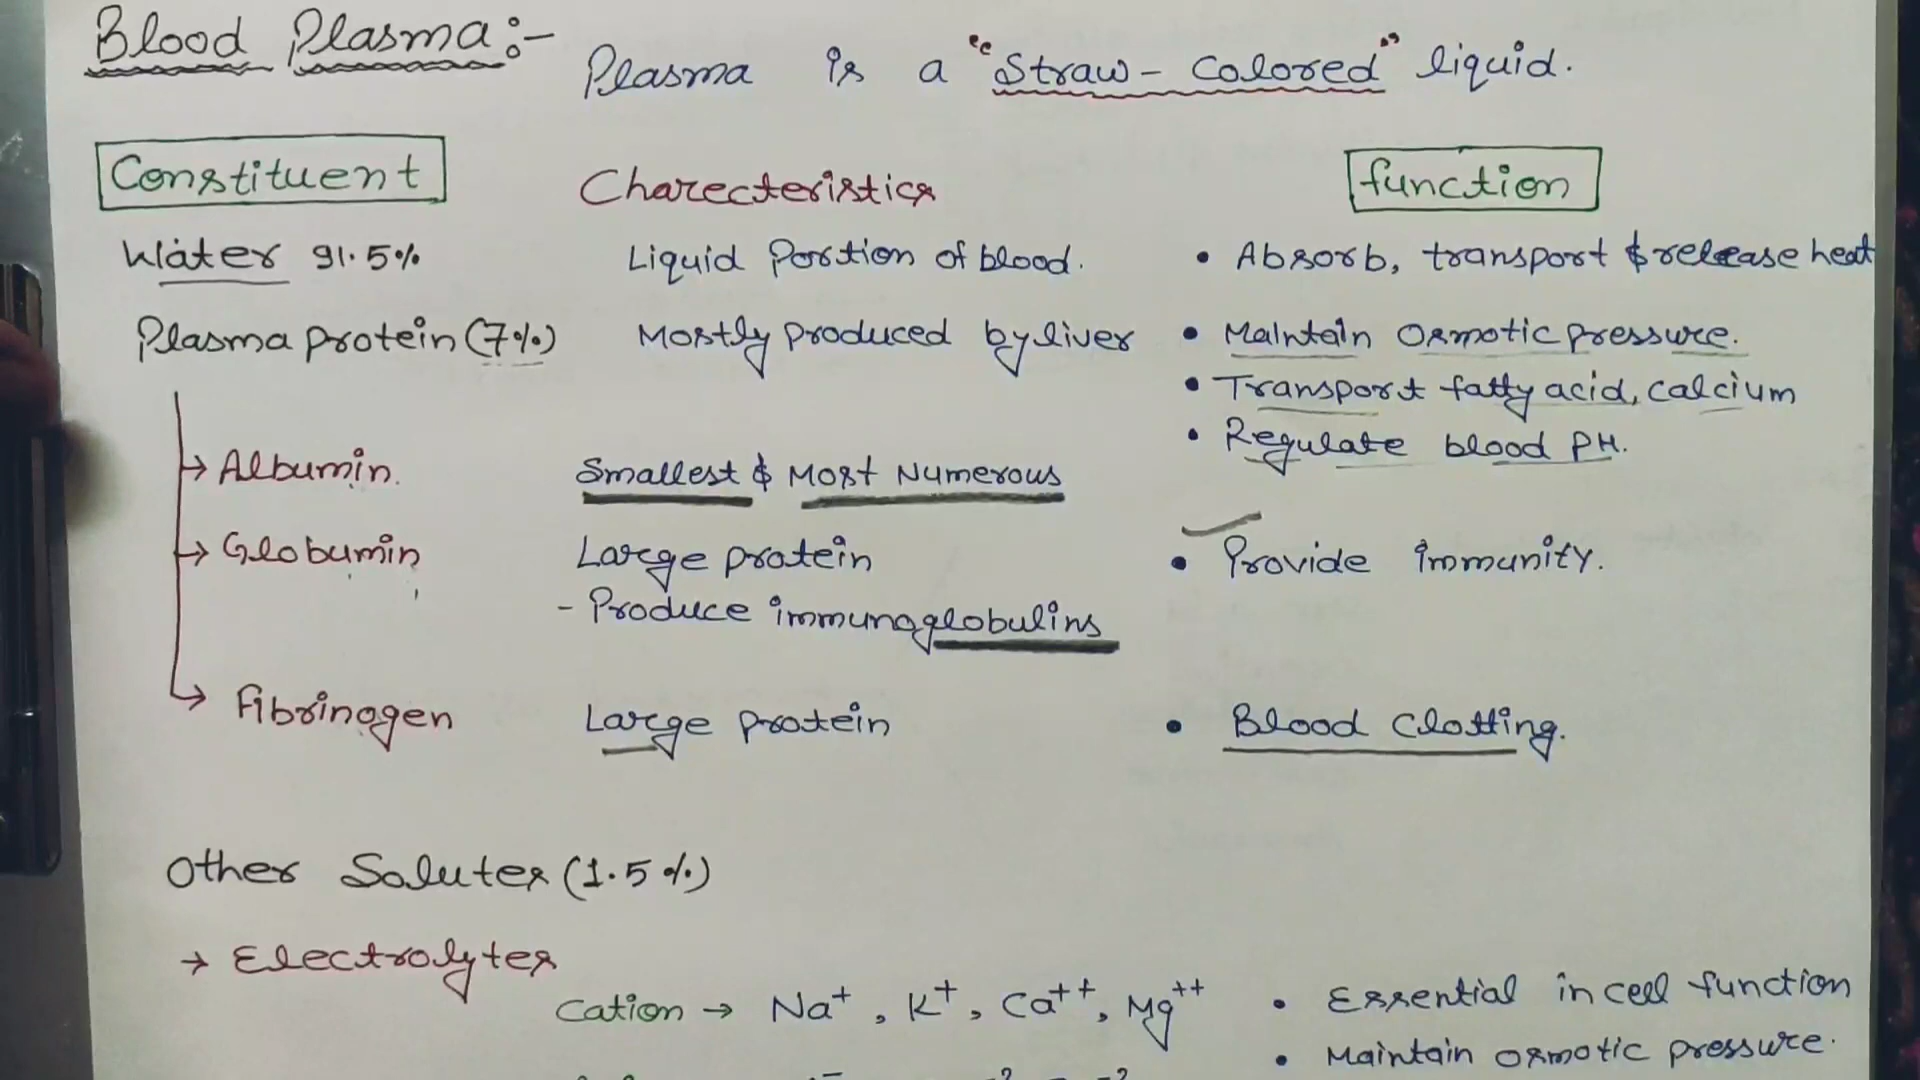 Blood Plasma:-
Plasma is a "Straw-Colored" liquid.
Constituent Charecteristics function
Water 91.5% Liquid Portion of blood. • Absorb, transport & release heat
Plasma protein (7%) Mostly produced by liver • Maintain Osmotic pressure.
• Transport fatty acid, calcium
• Regulate blood PH.
→ Albumin. Smallest & Most Numerous
→ Globumin Large protein • Provide immunity.
- Produce immunoglobulins
→ Fibrinogen Large protein • Blood Clotting.
Other Solutes (1.5%)
→ Electrolytes
Cation → Na⁺, K⁺, Ca⁺⁺, Mg⁺⁺ • Essential in cell function
• Maintain osmotic pressure.